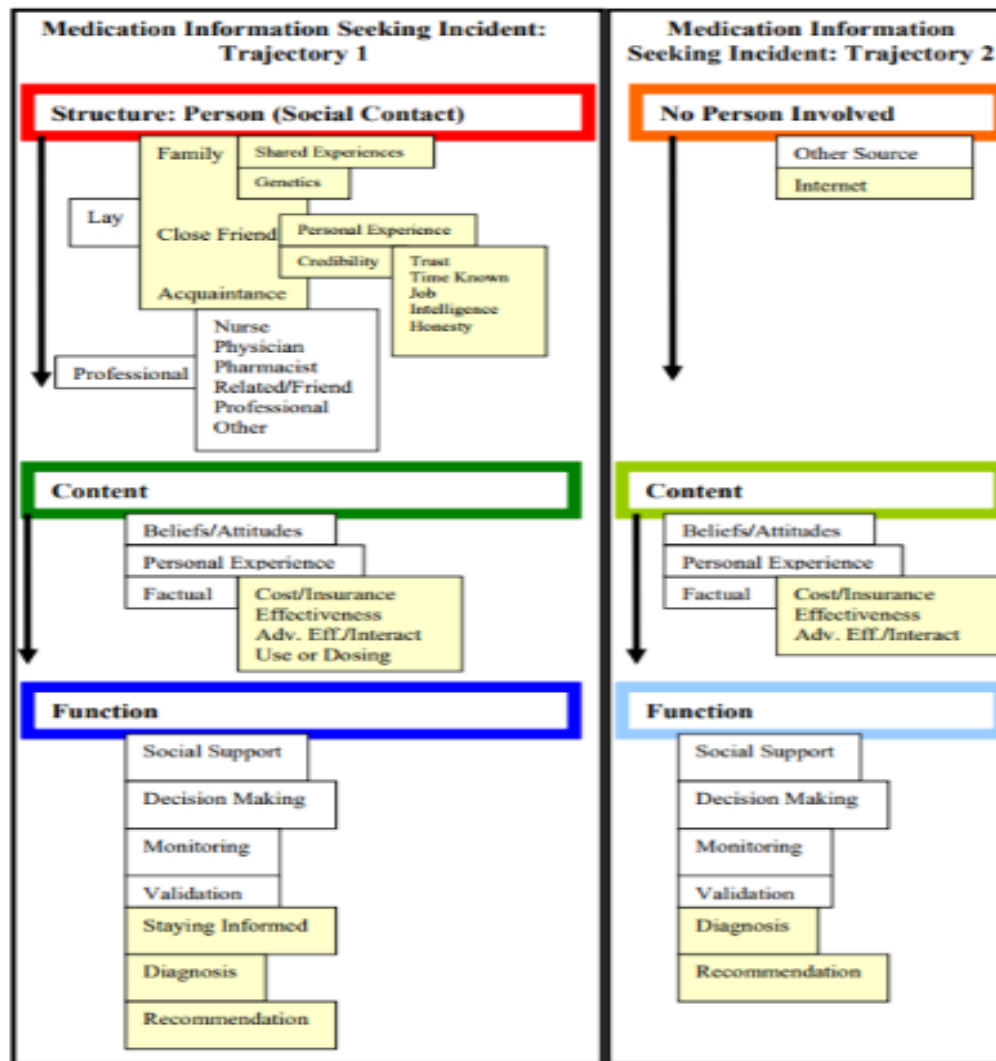 Medication Information Seeking Incident:
Trajectory 1
Structure: Person (Social Contact)
Family
Shared Experiences
Genetics
Lay
Close Friend
Personal Experience
Credibility
Trust
Time Known
Job
Intelligence
Honesty
Acquaintance
Nurse
Physician
Pharmacist
Related/Friend
Professional
Other
Professional
Content
Beliefs/Attitudes
Personal Experience
Factual
Cost/Insurance
Effectiveness
Adv. Eff./Interact
Use or Dosing
Function
Social Support
Decision Making
Monitoring
Validation
Staying Informed
Diagnosis
Recommendation
Medication Information
Seeking Incident: Trajectory 2
No Person Involved
Other Source
Internet
Content
Beliefs/Attitudes
Personal Experience
Factual
Cost/Insurance
Effectiveness
Adv. Eff./Interact
Function
Social Support
Decision Making
Monitoring
Validation
Diagnosis
Recommendation